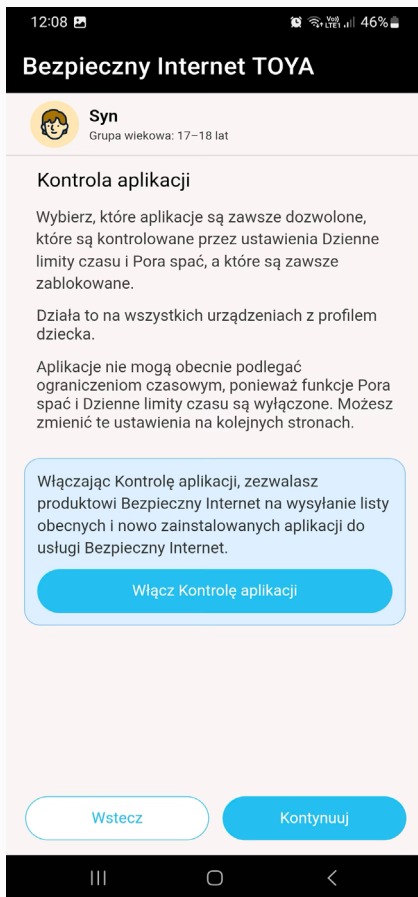 12:08
Vo)) LTE1 46%
Bezpieczny Internet TOYA
Syn
Grupa wiekowa: 17–18 lat
Kontrola aplikacji
Wybierz, które aplikacje są zawsze dozwolone,
które są kontrolowane przez ustawienia Dzienne
limity czasu i Pora spać, a które są zawsze
zablokowane.
Działa to na wszystkich urządzeniach z profilem
dziecka.
Aplikacje nie mogą obecnie podlegać
ograniczeniom czasowym, ponieważ funkcje Pora
spać i Dzienne limity czasu są wyłączone. Możesz
zmienić te ustawienia na kolejnych stronach.
Włączając Kontrolę aplikacji, zezwalasz
produktowi Bezpieczny Internet na wysyłanie listy
obecnych i nowo zainstalowanych aplikacji do
usługi Bezpieczny Internet.
Włącz Kontrolę aplikacji
Wstecz
Kontynuuj